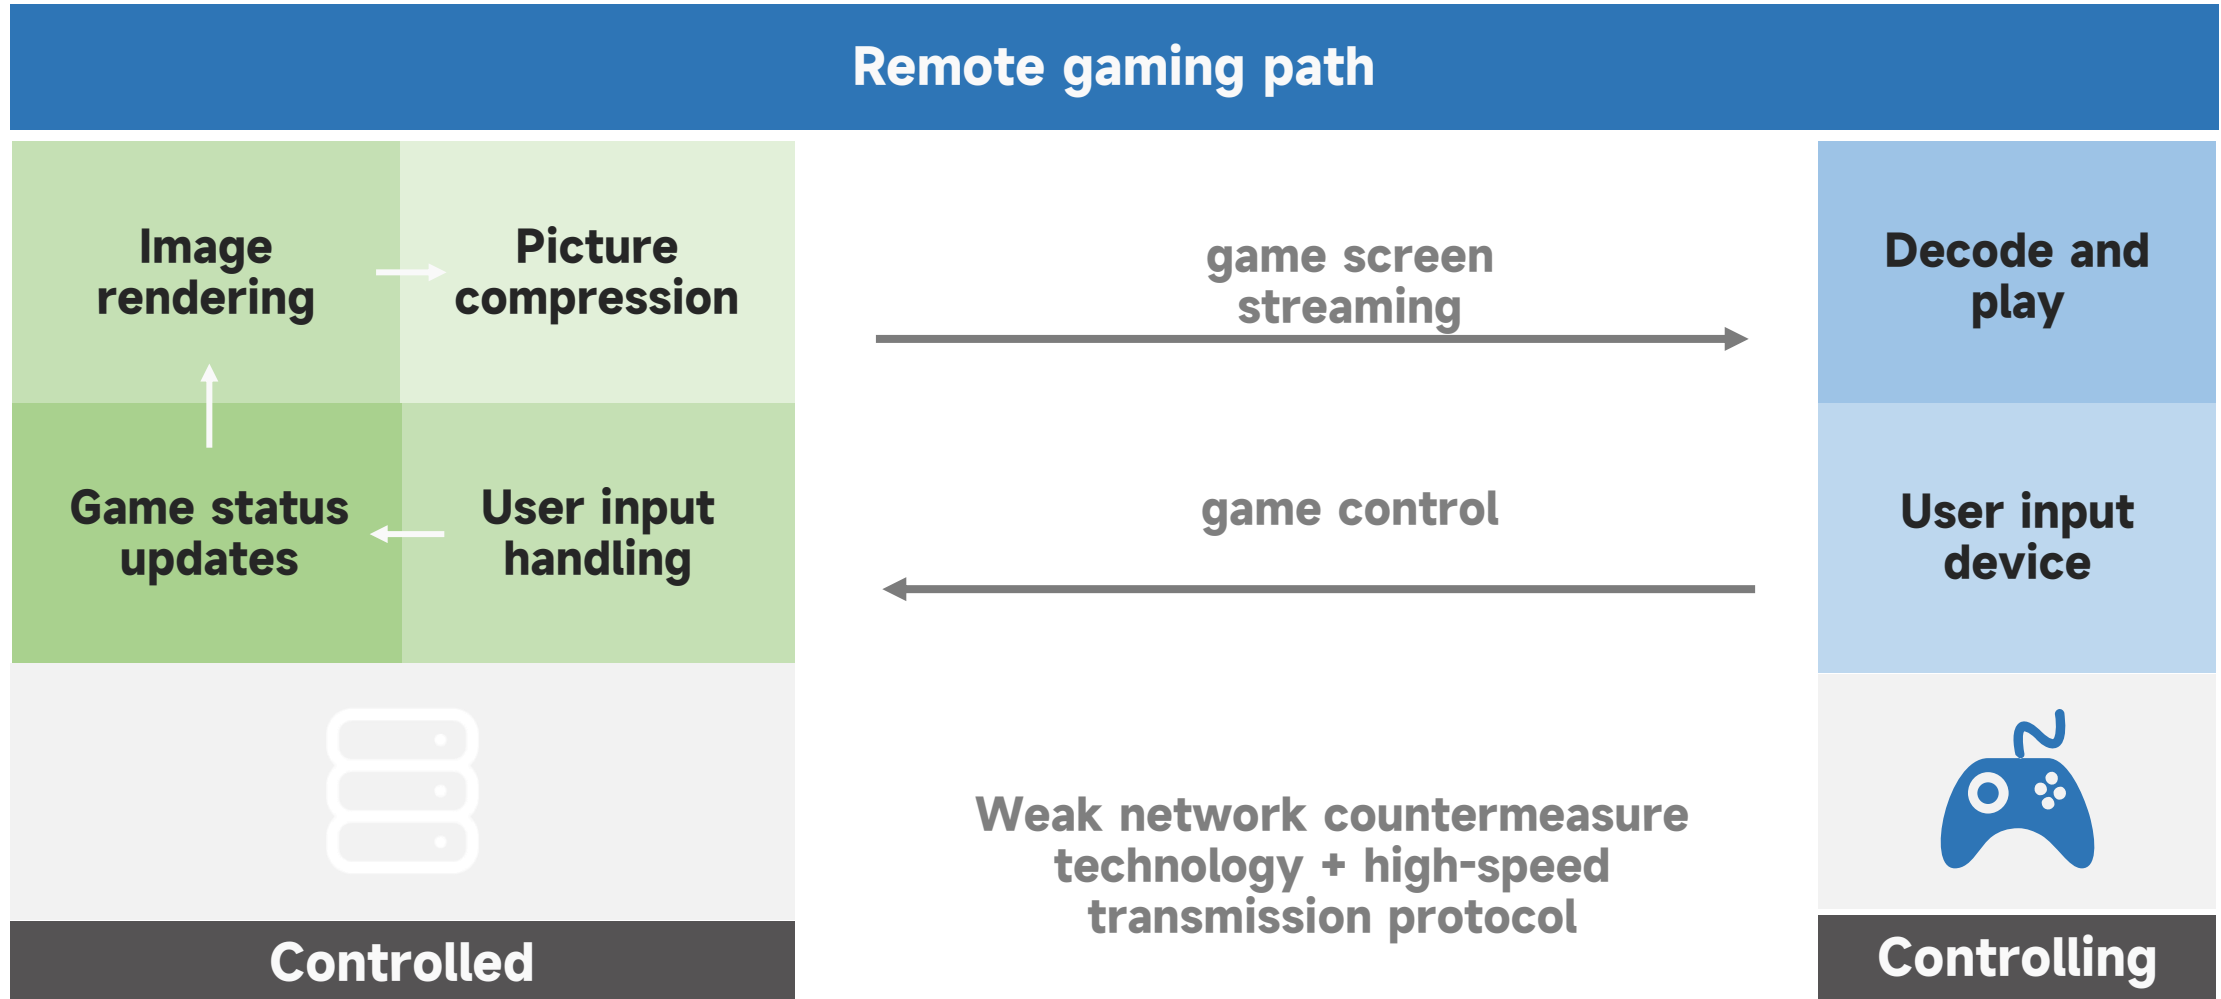 Remote gaming path
Image
rendering
Picture
compression
game screen
streaming
Decode and
play
Game status
updates
User input
handling
game control
User input
device
Weak network countermeasure
technology + high-speed
transmission protocol
Controlled
Controlling